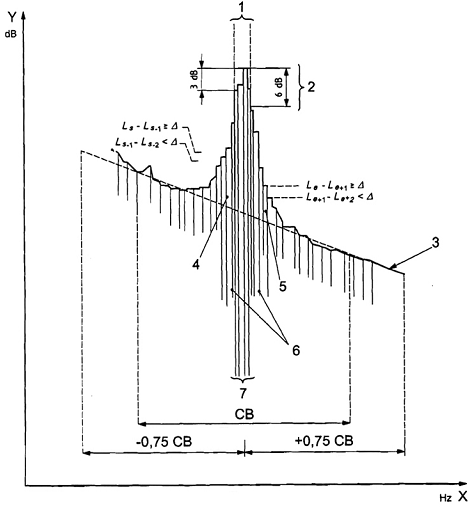 Y
dB
1
3 dB
6 dB
2
Ls – Ls-1 ≥ Δ
Ls-1 – Ls-2 < Δ
Le – Le+1 ≥ Δ
Le+1 – Le+2 < Δ
3
4
5
6
7
CB
-0,75 CB
+0,75 CB
Hz X